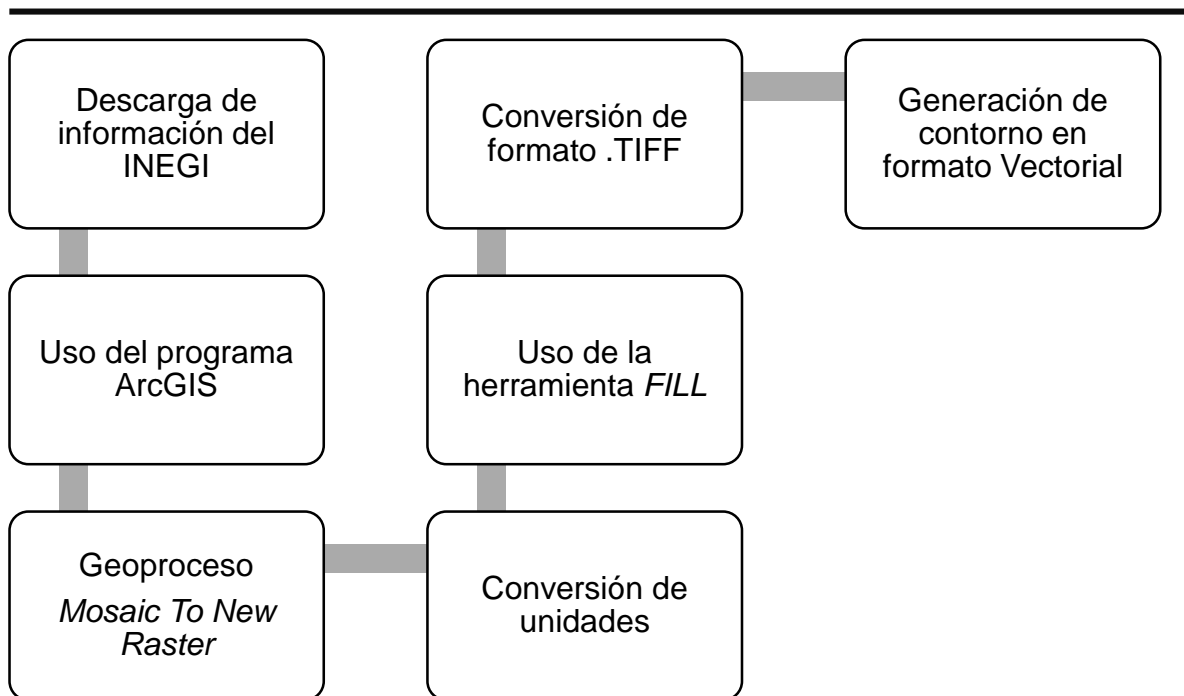 Descarga de
información del
INEGI
Uso del programa
ArcGIS
Geoproceso
Mosaic To New
Raster
Conversión de
unidades
Uso de la
herramienta FILL
Conversión de
formato .TIFF
Generación de
contorno en
formato Vectorial